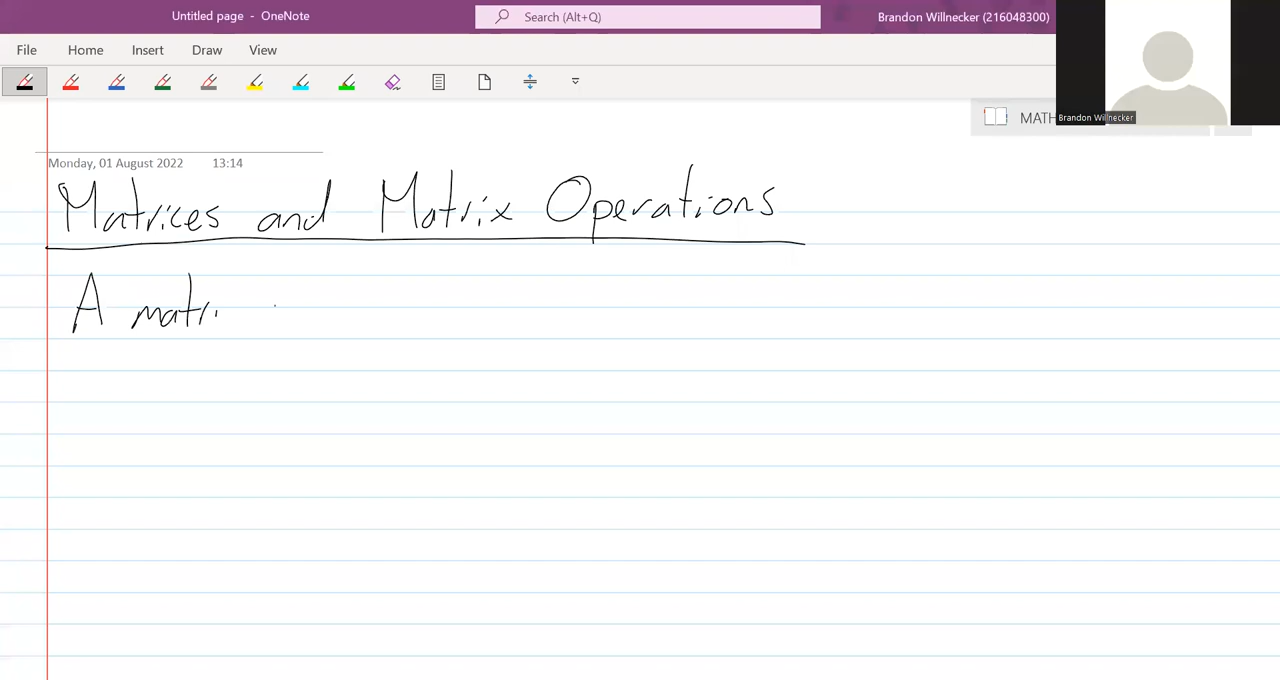 Untitled page - OneNote
Search (Alt+Q)
Brandon Willnecker (216048300)
File Home Insert Draw View
MATH
Brandon Willnecker
Monday, 01 August 2022 13:14
Matrices and Matrix Operations
A matri